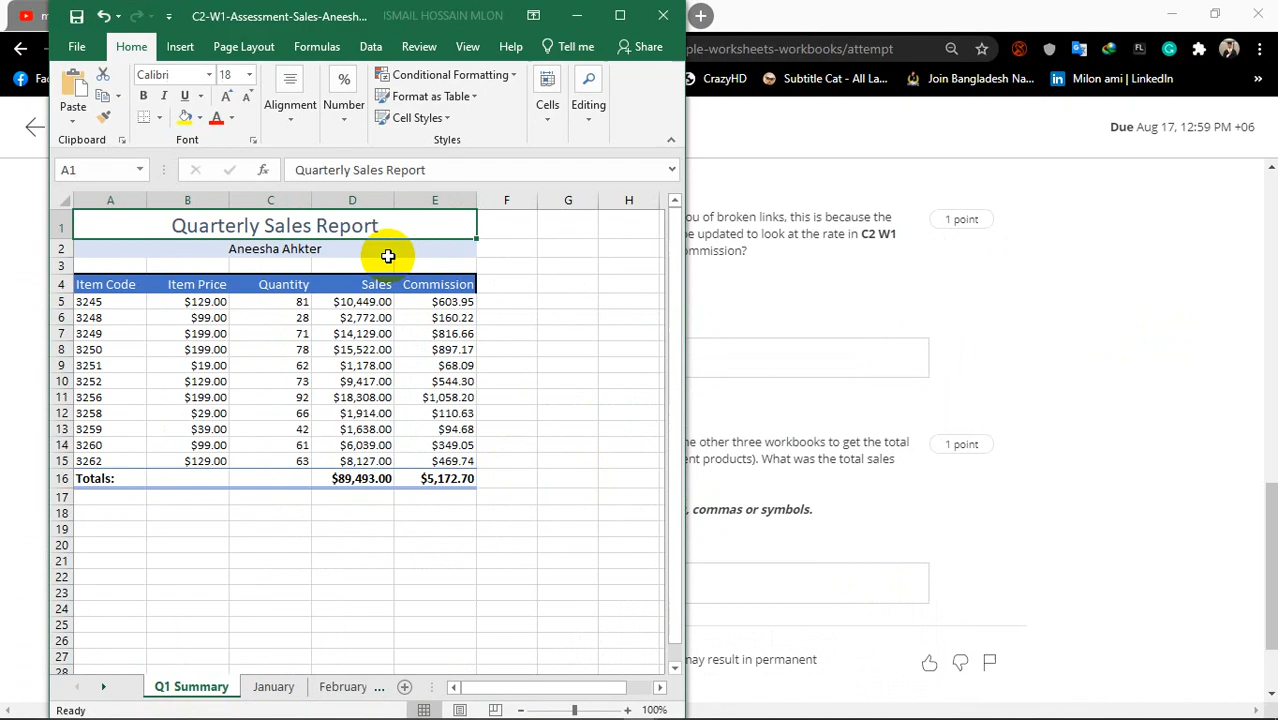 C2-W1-Assessment-Sales-Aneesh...
ISMAIL HOSSAIN MLON
File Home Insert Page Layout Formulas Data Review View Help Tell me Share
Paste
Clipboard
Calibri 18
B I U A A
A
Font
Alignment
%
Number
Conditional Formatting
Format as Table
Cell Styles
Styles
Cells
Editing
A1
fx
Quarterly Sales Report
A B C D E F G H
1 Quarterly Sales Report
2 Aneesha Ahkter
3
4 Item Code Item Price Quantity Sales Commission
5 3245 $129.00 81 $10,449.00 $603.95
6 3248 $99.00 28 $2,772.00 $160.22
7 3249 $199.00 71 $14,129.00 $816.66
8 3250 $199.00 78 $15,522.00 $897.17
9 3251 $19.00 62 $1,178.00 $68.09
10 3252 $129.00 73 $9,417.00 $544.30
11 3256 $199.00 92 $18,308.00 $1,058.20
12 3258 $29.00 66 $1,914.00 $110.63
13 3259 $39.00 42 $1,638.00 $94.68
14 3260 $99.00 61 $6,039.00 $349.05
15 3262 $129.00 63 $8,127.00 $469.74
16 Totals: $89,493.00 $5,172.70
17
18
19
20
21
22
23
24
25
26
27
28
Q1 Summary January February ...
Ready
100%
m
Fac
ple-worksheets-workbooks/attempt
FL
CrazyHD
Subtitle Cat - All La...
Join Bangladesh Na...
Milon ami | LinkedIn
Due Aug 17, 12:59 PM +06
ou of broken links, this is because the
be updated to look at the rate in C2 W1
ommission?
1 point
he other three workbooks to get the total
ent products). What was the total sales
1 point
, commas or symbols.
may result in permanent